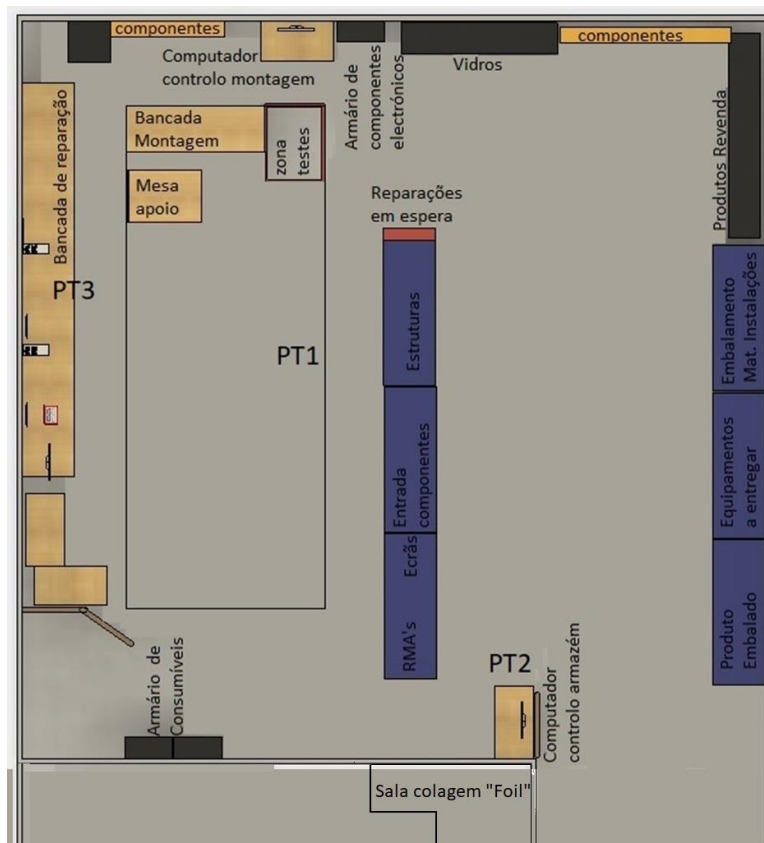 componentes
componentes
Computador
controlo montagem
Armário de
componentes
electrónicos
Vidros
Produtos Revenda
Bancada de reparação
Bancada
Montagem
zona
testes
Mesa
apoio
Reparações
em espera
PT3
PT1
Estruturas
Embalamento
Mat. Instalações
Entrada
componentes
Equipamentos
a entregar
Ecrãs
RMA's
Produto
Embalado
PT2
Armário de
Consumíveis
Computador
controlo armazém
Sala colagem "Foil"